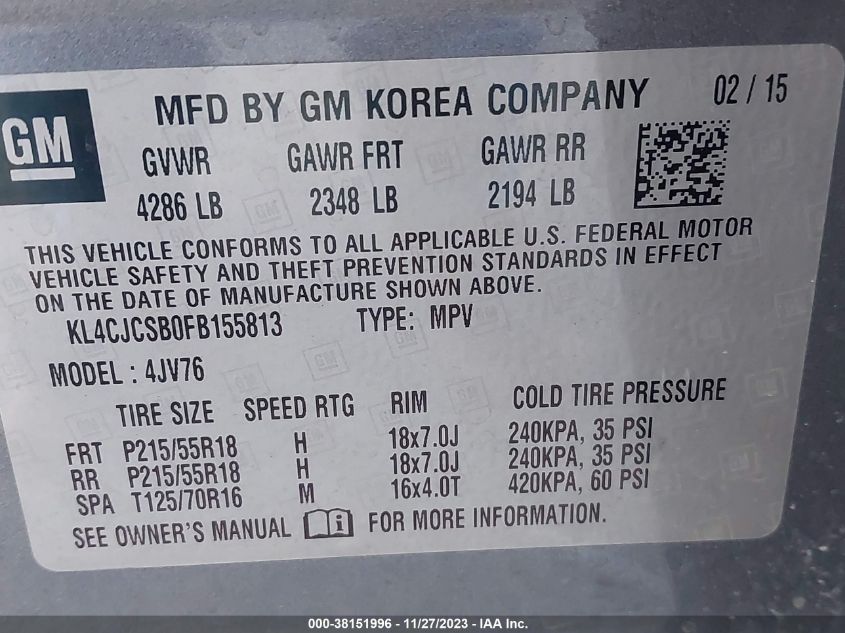 GM
MFD BY GM KOREA COMPANY 02 / 15
GVWR GAWR FRT GAWR RR
4286 LB 2348 LB 2194 LB
THIS VEHICLE CONFORMS TO ALL APPLICABLE U.S. FEDERAL MOTOR
VEHICLE SAFETY AND THEFT PREVENTION STANDARDS IN EFFECT
ON THE DATE OF MANUFACTURE SHOWN ABOVE.
KL4CJCSB0FB155813 TYPE: MPV
MODEL : 4JV76
TIRE SIZE SPEED RTG RIM COLD TIRE PRESSURE
FRT P215/55R18 H 18x7.0J 240KPA, 35 PSI
RR P215/55R18 H 18x7.0J 240KPA, 35 PSI
SPA T125/70R16 M 16x4.0T 420KPA, 60 PSI
SEE OWNER'S MANUAL i FOR MORE INFORMATION.
000-38151996 - 11/27/2023 - IAA Inc.